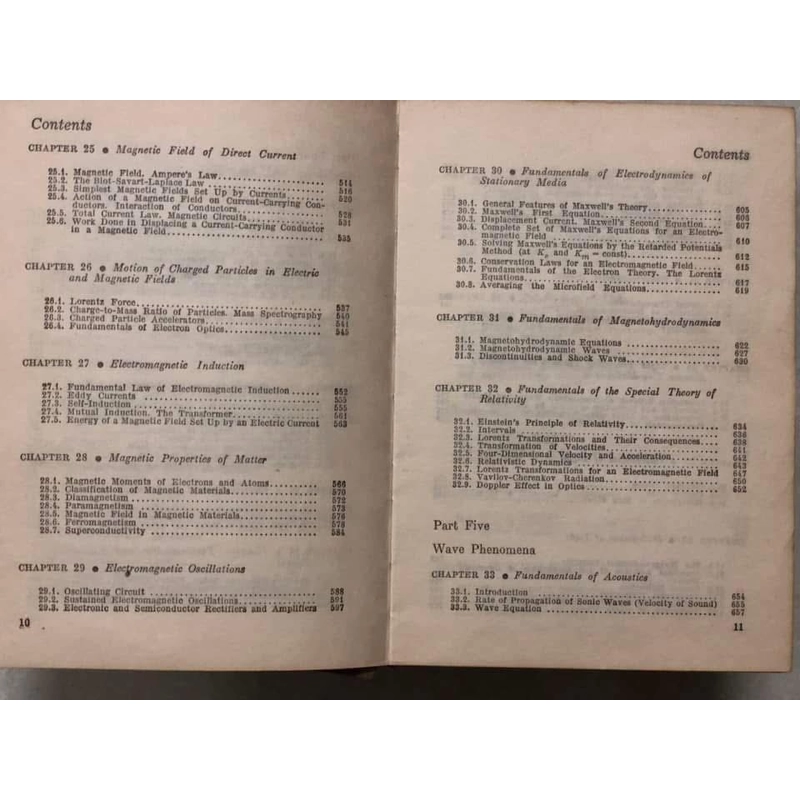 Contents
CHAPTER 25 ● Magnetic Field of Direct Current
25.1. Magnetic Field. Ampere's Law
25.2. The Biot-Savart-Laplace Law 514
25.3. Simplest Magnetic Fields Set Up by Currents 516
25.4. Action of a Magnetic Field on Current-Carrying Con- 520
ductors. Interaction of Conductors
25.5. Total Current Law. Magnetic Circuits 528
25.6. Work Done in Displacing a Current-Carrying Conductor 531
in a Magnetic Field 535
CHAPTER 26 ● Motion of Charged Particles in Electric
and Magnetic Fields
26.1. Lorentz Force 537
26.2. Charge-to-Mass Ratio of Particles. Mass Spectrography 540
26.3. Charged Particle Accelerators 541
26.4. Fundamentals of Electron Optics 545
CHAPTER 27 ● Electromagnetic Induction
27.1. Fundamental Law of Electromagnetic Induction 552
27.2. Eddy Currents 555
27.3. Self-Induction 555
27.4. Mutual Induction. The Transformer 561
27.5. Energy of a Magnetic Field Set Up by an Electric Current 563
CHAPTER 28 ● Magnetic Properties of Matter
28.1. Magnetic Moments of Electrons and Atoms 566
28.2. Classification of Magnetic Materials 570
28.3. Diamagnetism 572
28.4. Paramagnetism 573
28.5. Magnetic Field in Magnetic Materials 576
28.6. Ferromagnetism 578
28.7. Superconductivity 584
CHAPTER 29 ● Electromagnetic Oscillations
29.1. Oscillating Circuit 588
29.2. Sustained Electromagnetic Oscillations 591
29.3. Electronic and Semiconductor Rectifiers and Amplifiers 597
10
Contents
CHAPTER 30 ● Fundamentals of Electrodynamics of
Stationary Media
30.1. General Features of Maxwell's Theory 605
30.2. Maxwell's First Equation 606
30.3. Displacement Current. Maxwell's Second Equation 607
30.4. Complete Set of Maxwell's Equations for an Electro-
magnetic Field 610
30.5. Solving Maxwell's Equations by the Retarded Potentials
Method (at Ke and Km = const) 612
30.6. Conservation Laws for an Electromagnetic Field 615
30.7. Fundamentals of the Electron Theory. The Lorentz
Equations 617
30.8. Averaging the Microfield Equations 619
CHAPTER 31 ● Fundamentals of Magnetohydrodynamics
31.1. Magnetohydrodynamic Equations 622
31.2. Magnetohydrodynamic Waves 627
31.3. Discontinuities and Shock Waves 630
CHAPTER 32 ● Fundamentals of the Special Theory of
Relativity
32.1. Einstein's Principle of Relativity 634
32.2. Intervals 636
32.3. Lorentz Transformations and Their Consequences 638
32.4. Transformation of Velocities 641
32.5. Four-Dimensional Velocity and Acceleration 642
32.6. Relativistic Dynamics 643
32.7. Lorentz Transformations for an Electromagnetic Field 647
32.8. Vavilov-Cherenkov Radiation 650
32.9. Doppler Effect in Optics 652
Part Five
Wave Phenomena
CHAPTER 33 ● Fundamentals of Acoustics
33.1. Introduction 654
33.2. Rate of Propagation of Sonic Waves (Velocity of Sound) 655
33.3. Wave Equation 657
11